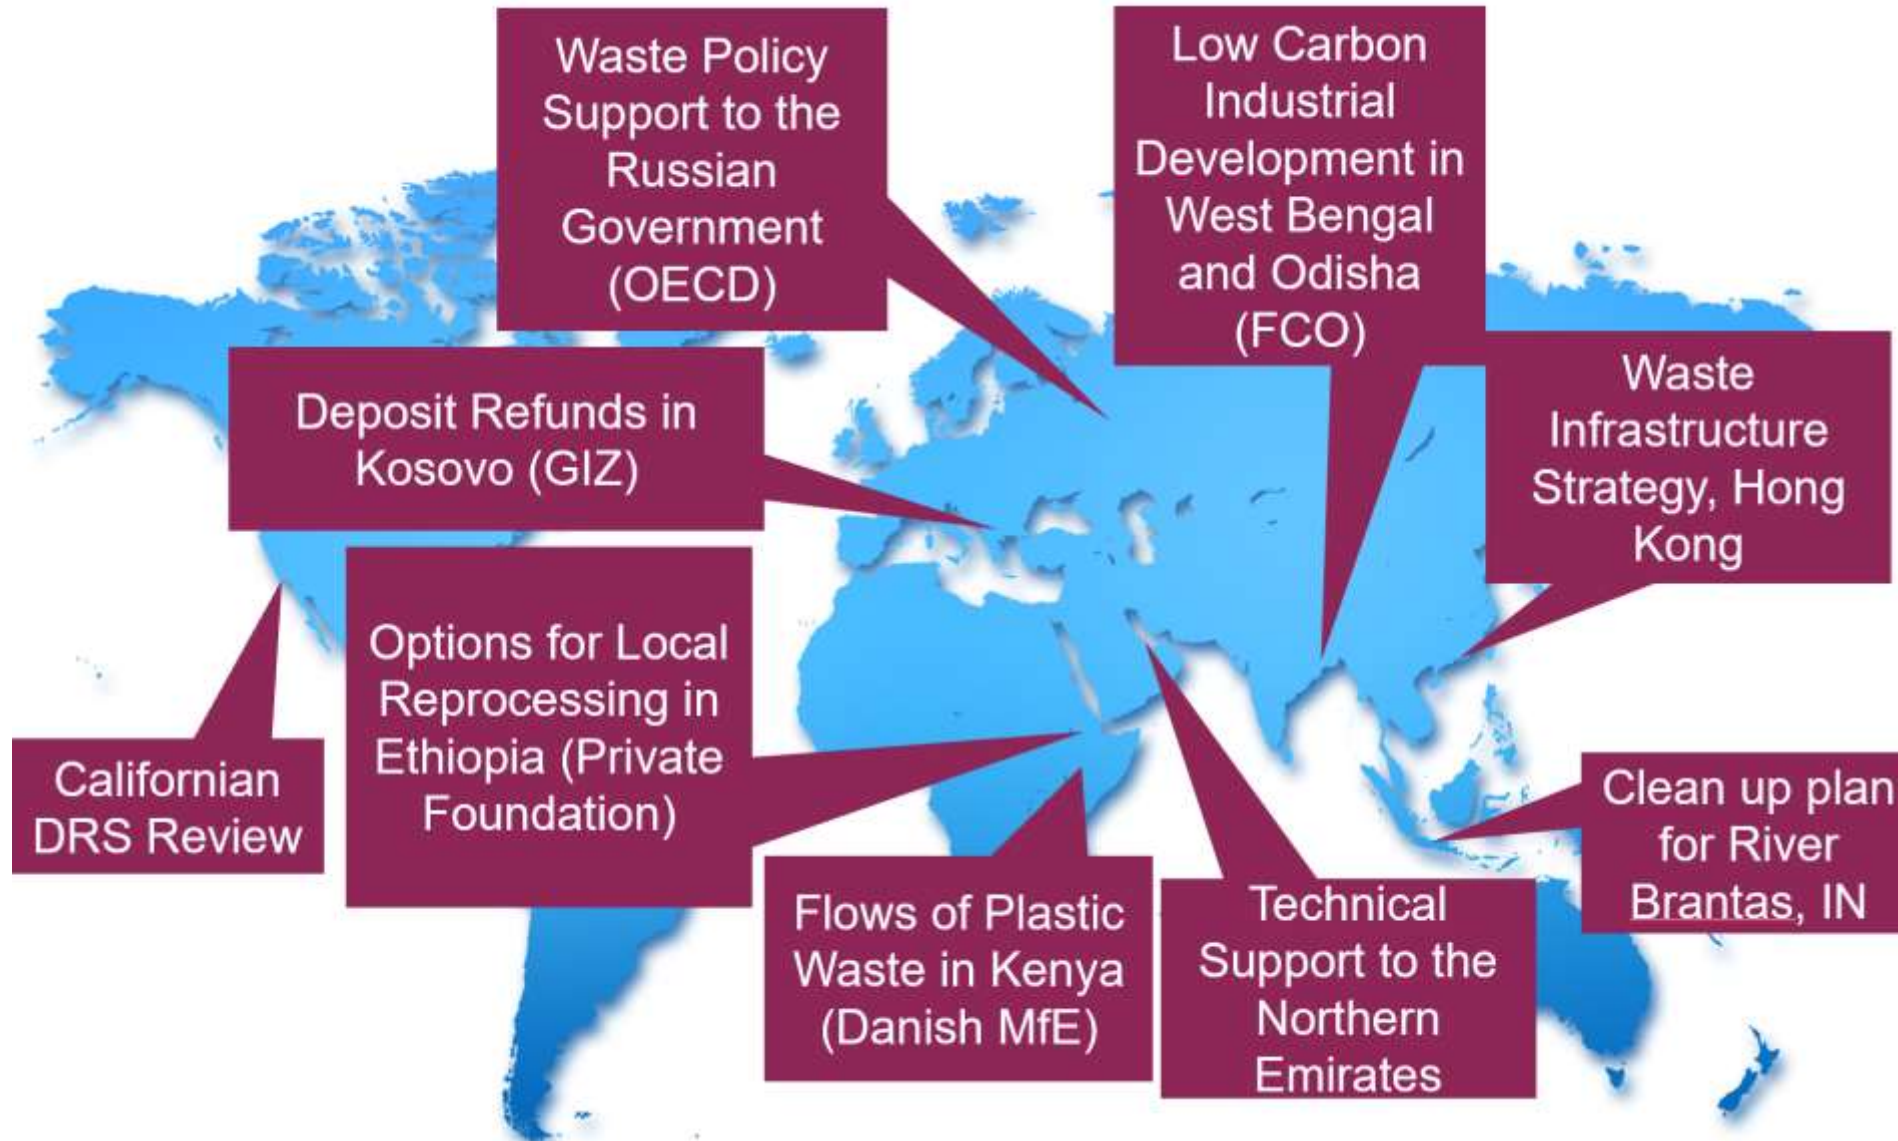 Waste Policy
Support to the
Russian
Government
(OECD)
Low Carbon
Industrial
Development in
West Bengal
and Odisha
(FCO)
Deposit Refunds in
Kosovo (GIZ)
Waste
Infrastructure
Strategy, Hong
Kong
Options for Local
Reprocessing in
Ethiopia (Private
Foundation)
Californian
DRS Review
Flows of Plastic
Waste in Kenya
(Danish MfE)
Technical
Support to the
Northern
Emirates
Clean up plan
for River
Brantas, IN